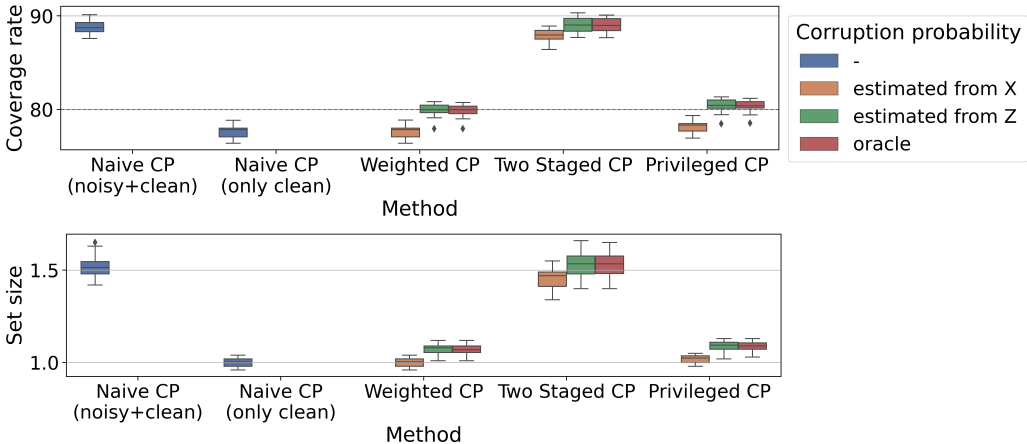 Coverage rate
90
80
Naive CP
(noisy+clean)
Naive CP
(only clean)
Weighted CP
Two Staged CP
Privileged CP
Method
Corruption probability
-
estimated from X
estimated from Z
oracle
Set size
1.5
1.0
Naive CP
(noisy+clean)
Naive CP
(only clean)
Weighted CP
Two Staged CP
Privileged CP
Method